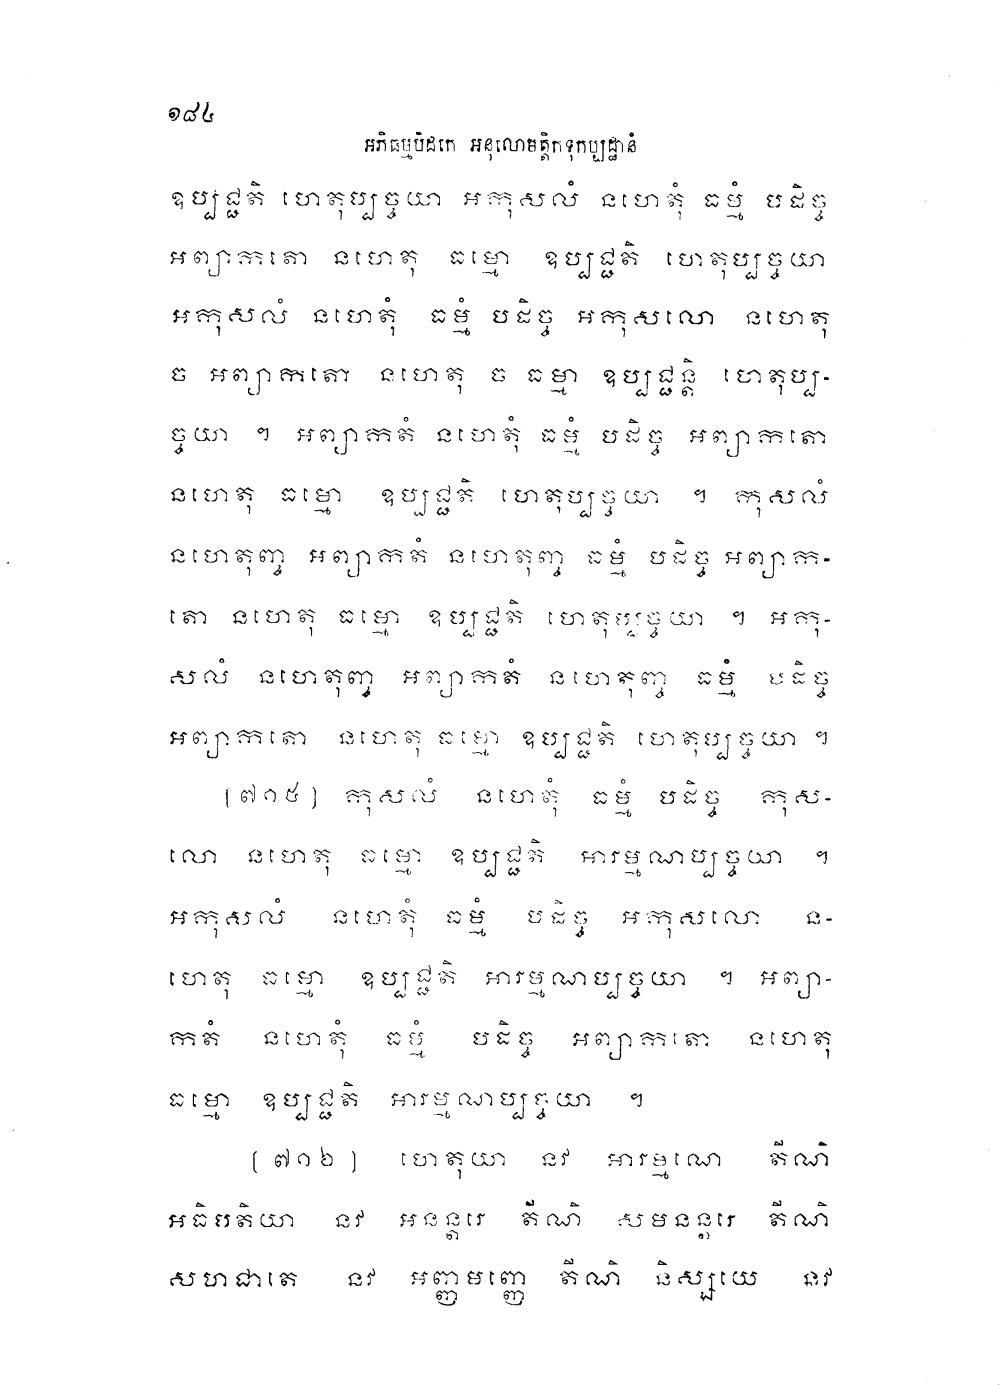 ១៨៤
អភិធម្មបិដកេ អនុលោមត្តិកទុកប្បដ្ឋានំ
ឧប្បជ្ជតិ ហេតុប្បច្ចយា អកុសលំ នហេតុំ ធម្មំ បដិច្ច
អព្យាកតោ នហេតុ ធម្មោ ឧប្បជ្ជតិ ហេតុប្បច្ចយា
អកុសលំ នហេតុំ ធម្មំ បដិច្ច អកុសលោ នហេតុ
ច អព្យាកតោ នហេតុ ច ធម្មា ឧប្បជ្ជន្តិ ហេតុប្ប-
ច្ចយា ។ អព្យាកតំ នហេតុំ ធម្មំ បដិច្ច អព្យាកតោ
នហេតុ ធម្មោ ឧប្បជ្ជតិ ហេតុប្បច្ចយា ។ កុសលំ
នហេតុញ្ច អព្យាកតំ នហេតុញ្ច ធម្មំ បដិច្ច អព្យាក-
តោ នហេតុ ធម្មោ ឧប្បជ្ជតិ ហេតុប្បច្ចយា ។ អកុ-
សលំ នហេតុញ្ច អព្យាកតំ នហេតុញ្ច ធម្មំ បដិច្ច
អព្យាកតោ នហេតុ ធម្មោ ឧប្បជ្ជតិ ហេតុប្បច្ចយា ។
[៧១៥] កុសលំ នហេតុំ ធម្មំ បដិច្ច កុស-
លោ នហេតុ ធម្មោ ឧប្បជ្ជតិ អារម្មណប្បច្ចយា ។
អកុសលំ នហេតុំ ធម្មំ បដិច្ច អកុសលោ ន-
ហេតុ ធម្មោ ឧប្បជ្ជតិ អារម្មណប្បច្ចយា ។ អព្យា-
កតំ នហេតុំ ធម្មំ បដិច្ច អព្យាកតោ នហេតុ
ធម្មោ ឧប្បជ្ជតិ អារម្មណប្បច្ចយា ។
[៧១៦] ហេតុយា នវ អារម្មណេ តីណិ
អធិបតិយា នវ អនន្តរេ តីណិ សមនន្តរេ តីណិ
សហជាតេ នវ អញ្ញមញ្ញេ តីណិ និស្សយេ នវ